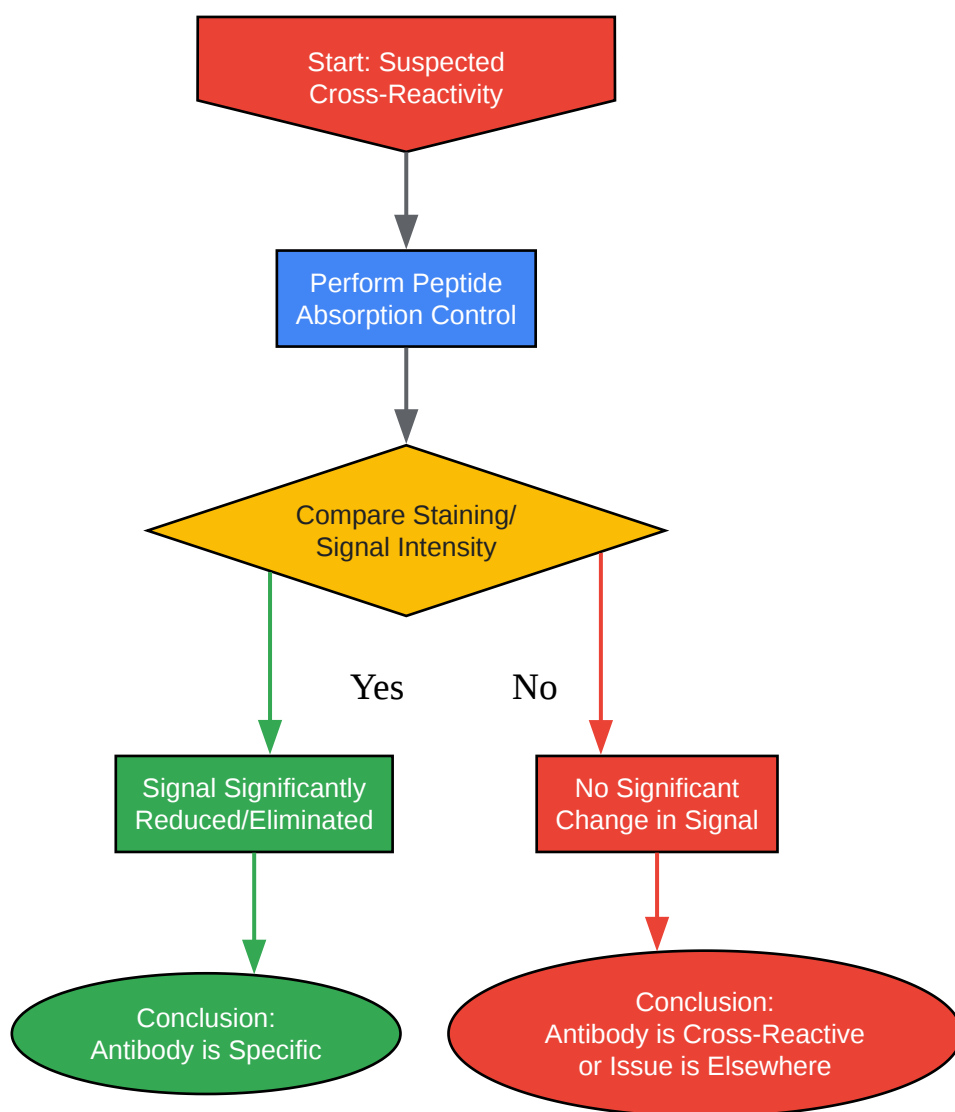 Start: Suspected
Cross-Reactivity
Perform Peptide
Absorption Control
Compare Staining/
Signal Intensity
Yes
No
Signal Significantly
Reduced/Eliminated
No Significant
Change in Signal
Conclusion:
Antibody is Specific
Conclusion:
Antibody is Cross-Reactive
or Issue is Elsewhere